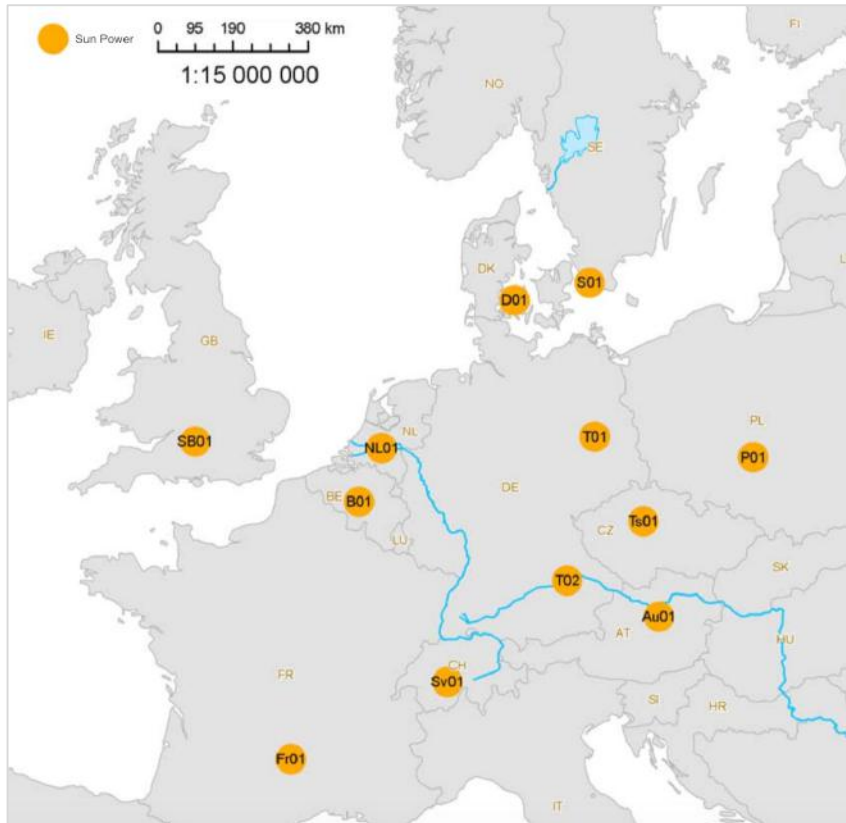 0 95 190 380 km
Sun Power
1:15 000 000
FI
NO
SE
DK
S01
D01
L
IE
GB
SB01
NL01
NL
T01
PL
P01
DE
BE
B01
Ts01
CZ
LU
SK
T02
Au01
AT
HU
CH
Sv01
FR
SI
HR
Fr01
IT